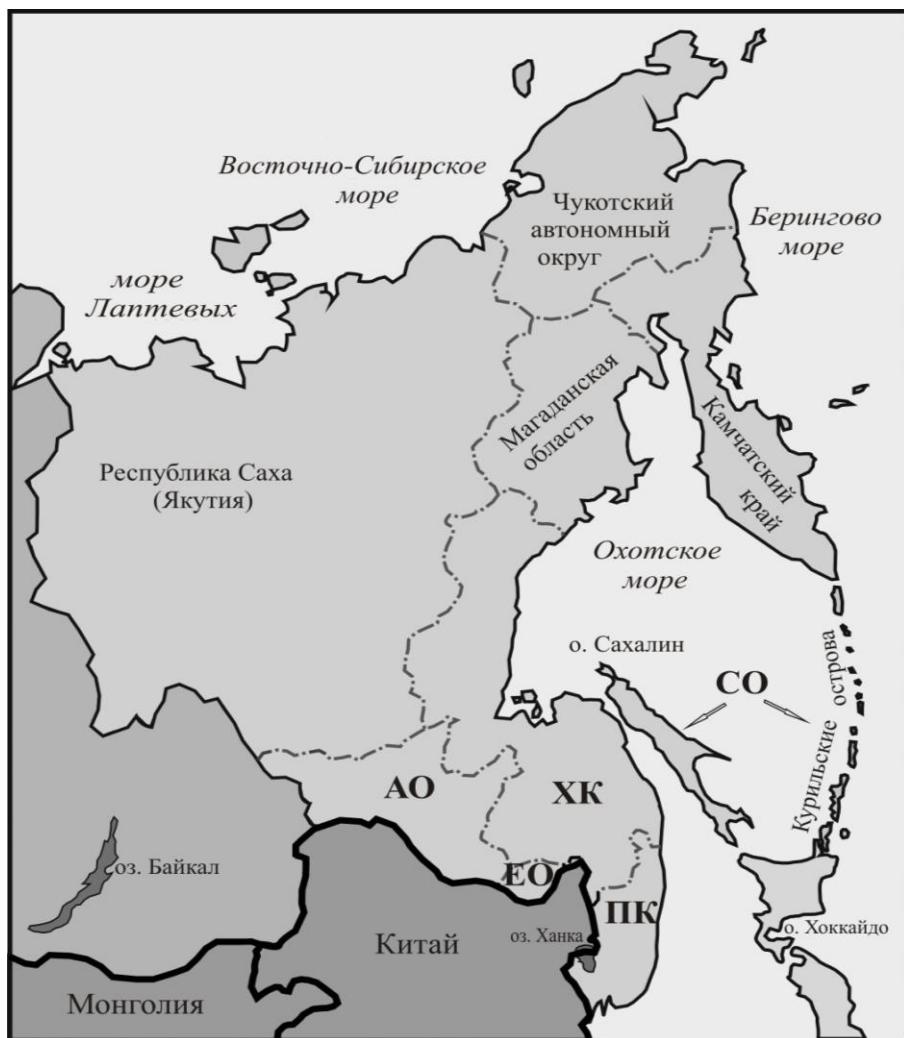 Восточно-Сибирское
море
Чукотский
автономный
округ
Берингово
море
море
Лаптевых
Магаданская
область
Камчатский
край
Республика Саха
(Якутия)
Охотское
море
о. Сахалин
СО
Курильские острова
АО
ХК
ЕО
ПК
оз. Байкал
Китай
оз. Ханка
о. Хоккайдо
Монголия